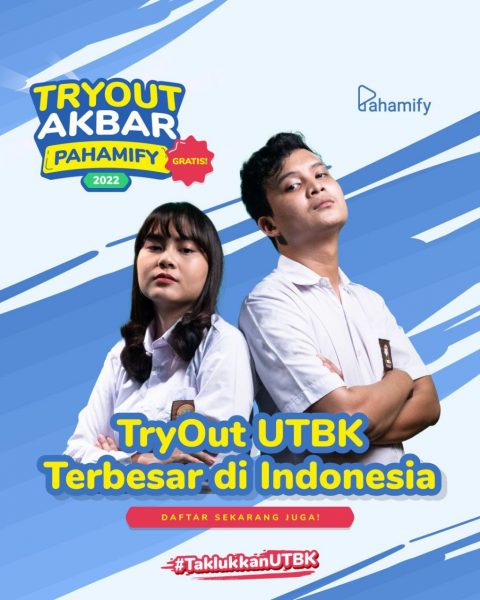 TRYOUT
AKBAR
PAHAMIFY
GRATIS!
2022
Pahamify
TryOut UTBK
Terbesar di Indonesia
DAFTAR SEKARANG JUGA!
#TaklukkanUTBK